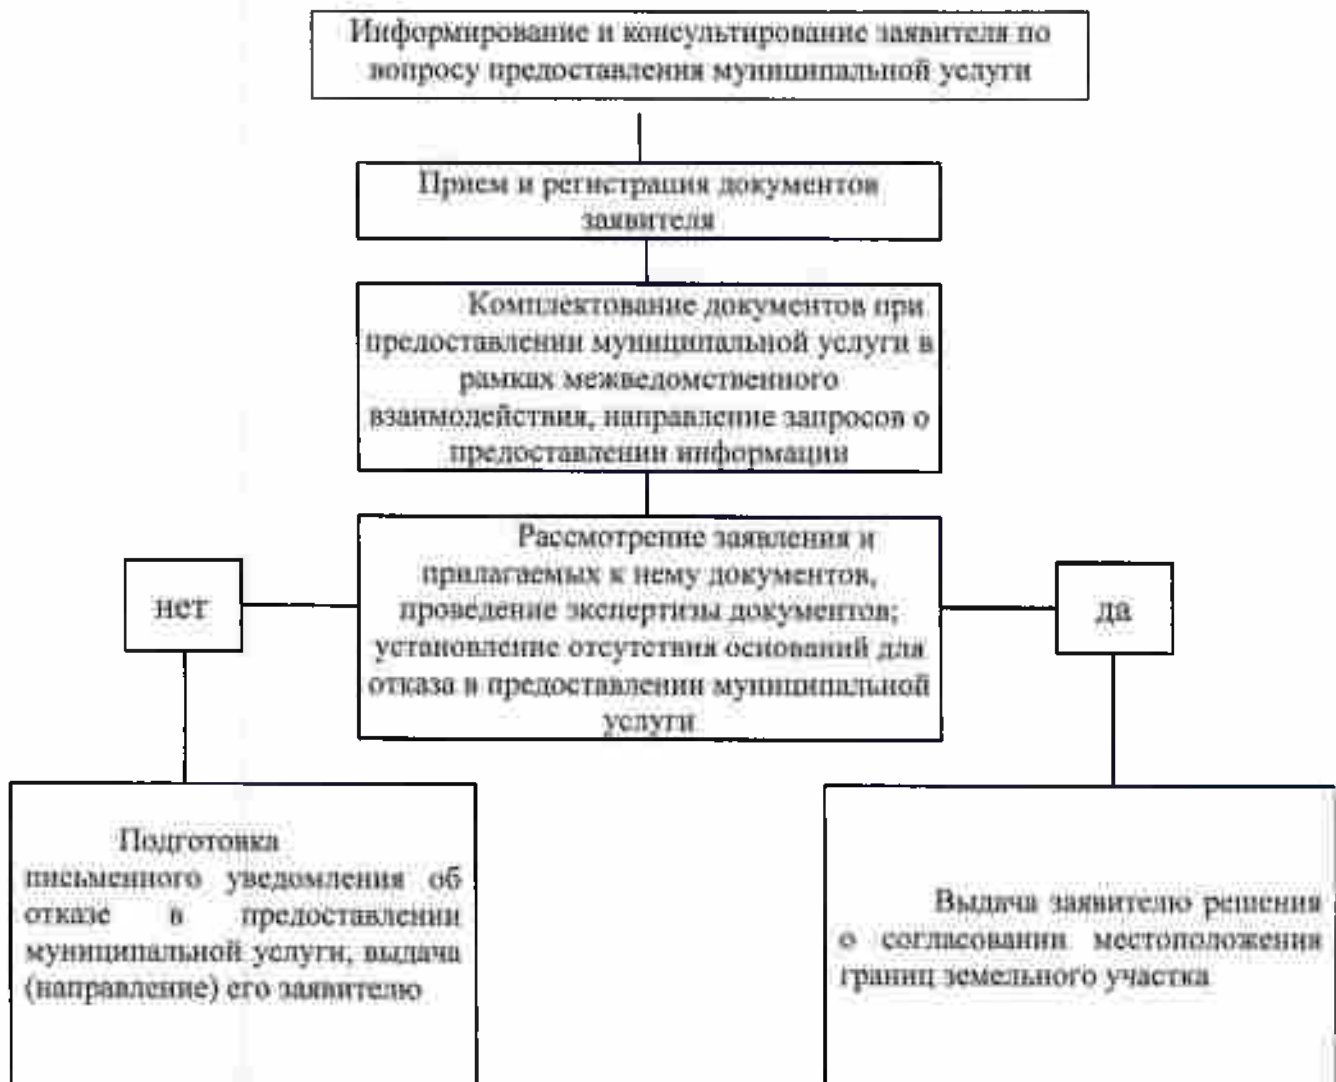 Информирование и консультирование заявителя по
вопросу предоставления муниципальной услуги
Прием и регистрация документов
заявителя
Комплектование документов при
предоставлении муниципальной услуги в
рамках межведомственного
взаимодействия, направление запросов о
предоставлении информации
Рассмотрение заявления и
прилагаемых к нему документов,
проведение экспертизы документов;
установление отсутствия оснований для
отказа в предоставлении муниципальной
услуги
нет
да
Подготовка
письменного уведомления об
отказе в предоставлении
муниципальной услуги, выдача
(направление) его заявителю
Выдача заявителю решения
о согласовании местоположения
границ земельного участка